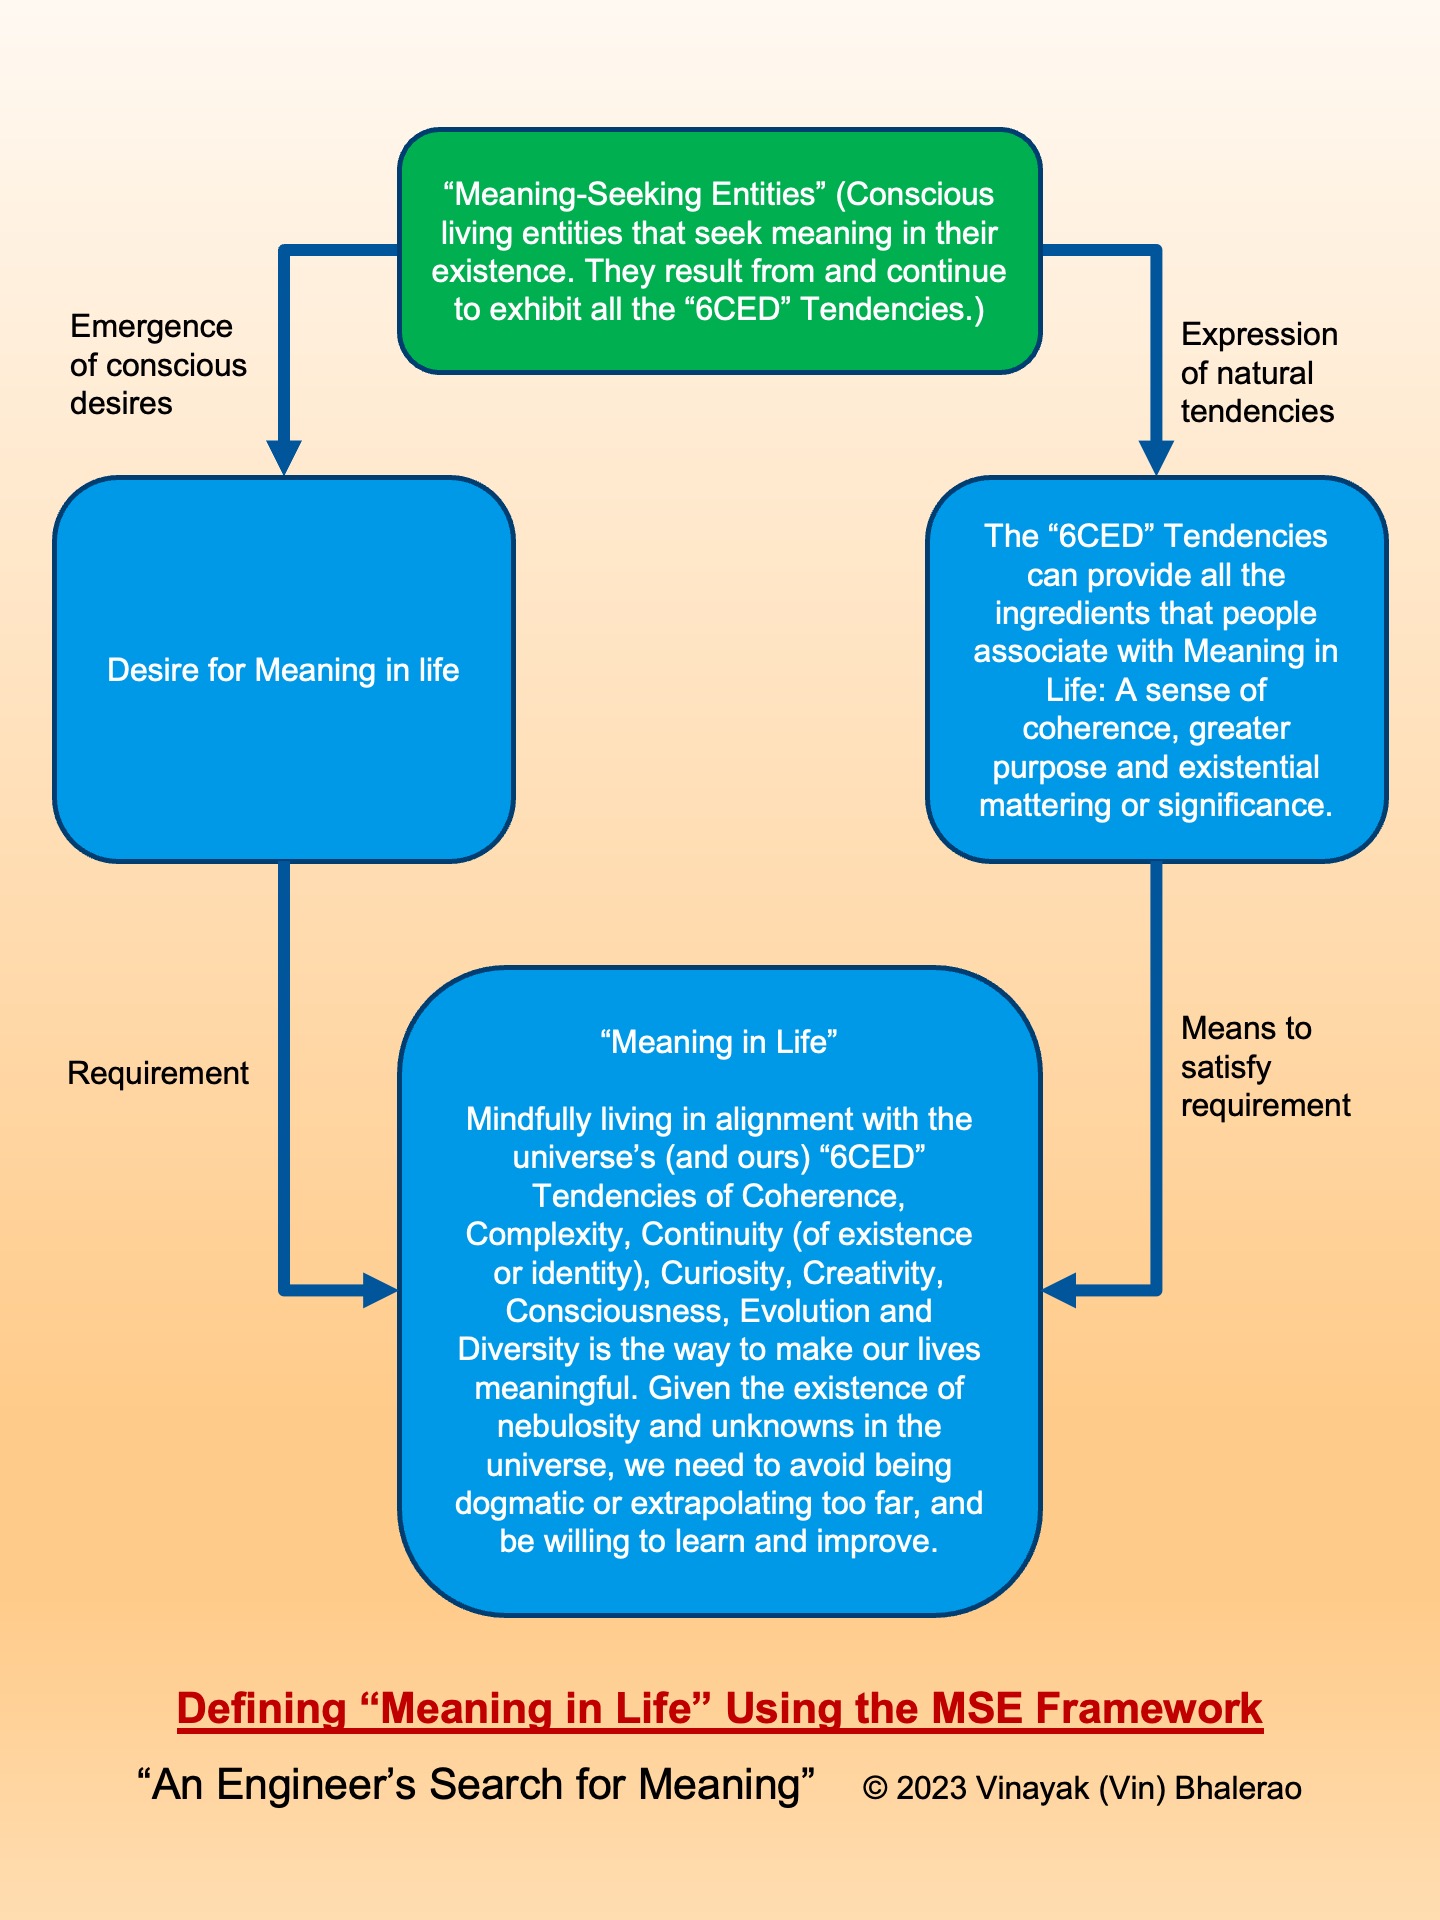 “Meaning-Seeking Entities” (Conscious
living entities that seek meaning in their
existence. They result from and continue
to exhibit all the “6CED” Tendencies.)
Emergence
of conscious
desires
Expression
of natural
tendencies
Desire for Meaning in life
The “6CED” Tendencies
can provide all the
ingredients that people
associate with Meaning in
Life: A sense of
coherence, greater
purpose and existential
mattering or significance.
Requirement
Means to
satisfy
requirement
“Meaning in Life”
Mindfully living in alignment with the
universe’s (and ours) “6CED”
Tendencies of Coherence,
Complexity, Continuity (of existence
or identity), Curiosity, Creativity,
Consciousness, Evolution and
Diversity is the way to make our lives
meaningful. Given the existence of
nebulosity and unknowns in the
universe, we need to avoid being
dogmatic or extrapolating too far, and
be willing to learn and improve.
Defining “Meaning in Life” Using the MSE Framework
“An Engineer’s Search for Meaning” © 2023 Vinayak (Vin) Bhalerao